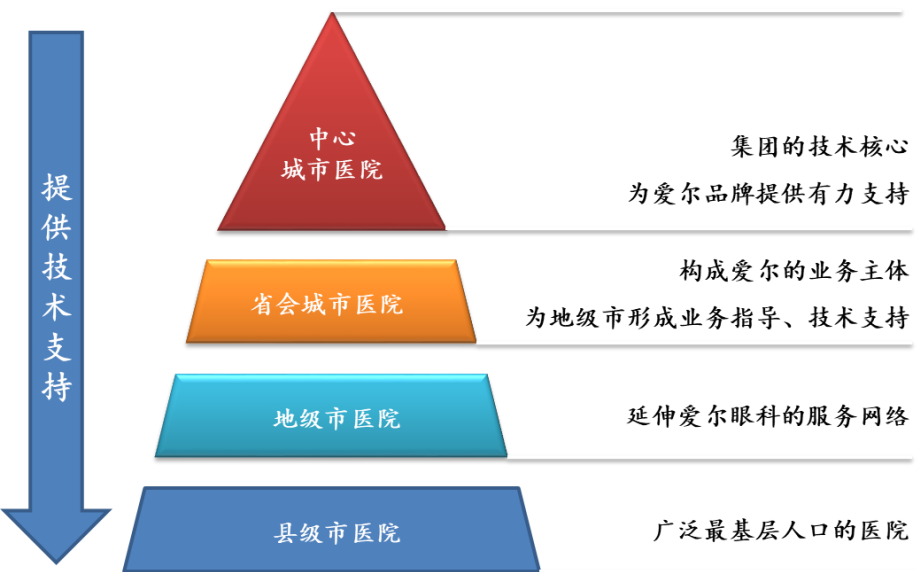 提供技术支持
中心
城市医院
集团的技术核心
为爱尔品牌提供有力支持
省会城市医院
构成爱尔的业务主体
为地级市形成业务指导、技术支持
地级市医院
延伸爱尔眼科的服务网络
县级市医院
广泛最基层人口的医院